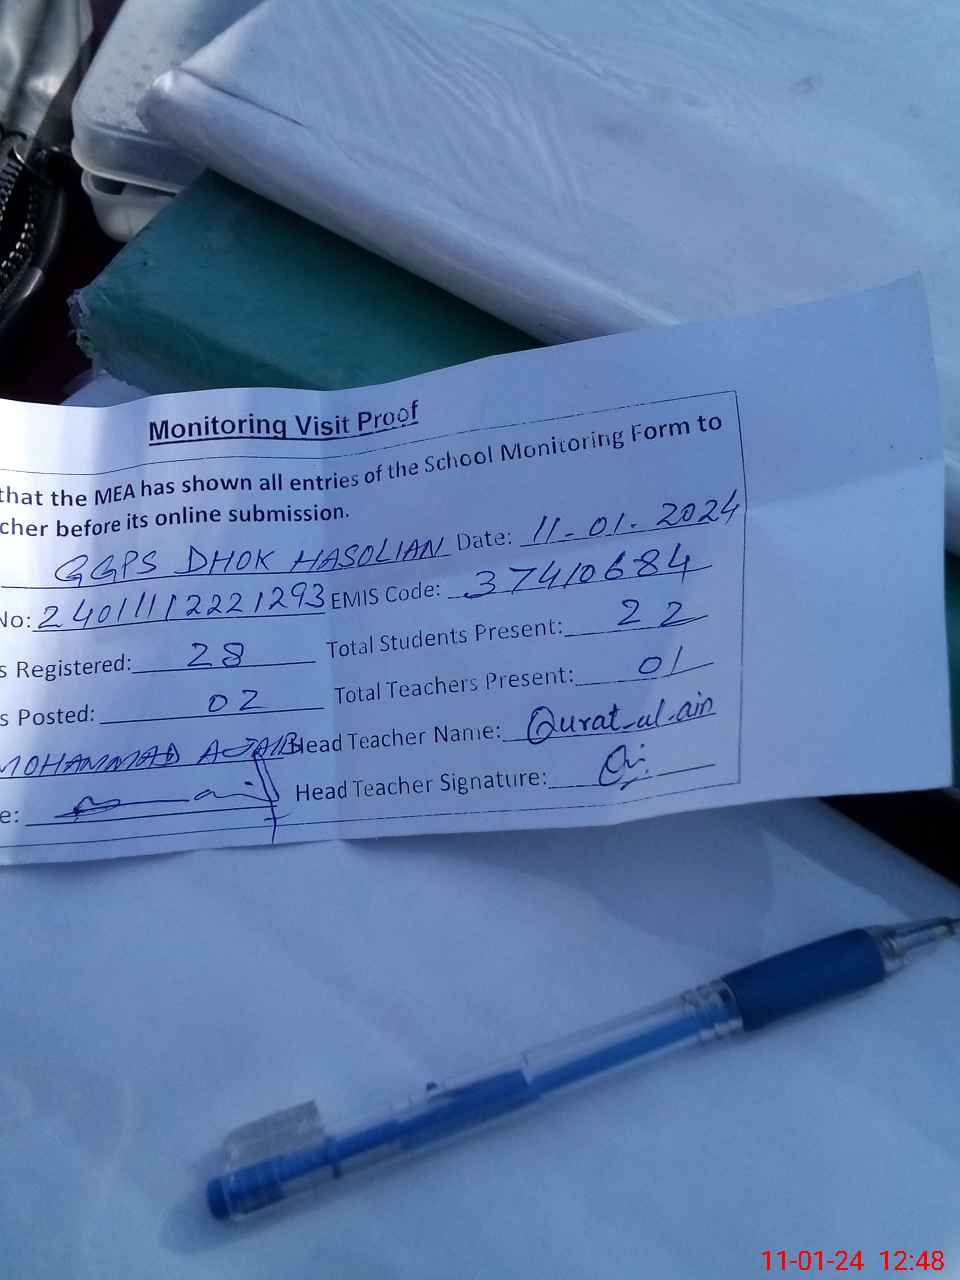 Monitoring Visit Proof
that the MEA has shown all entries of the School Monitoring Form to
cher before its online submission.
GGPS DHOK HASOLIAN Date: 11-01-2024
No: 24011112221293 EMIS Code: 37410684
s Registered: 28 Total Students Present: 22
s Posted: 02 Total Teachers Present: 01
MOHAMMAD AJAIB Head Teacher Name: Qurat-ul-ain
e: Head Teacher Signature:
11-01-24 12:48